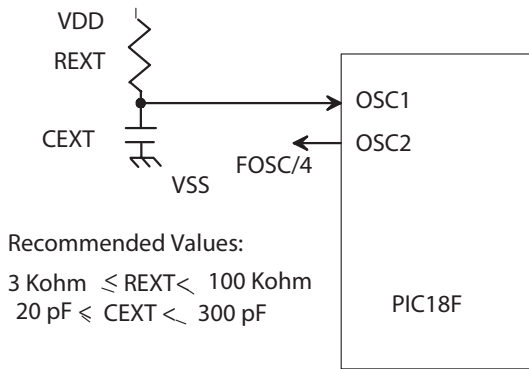 VDD
REXT
CEXT
VSS
OSC1
OSC2
FOSC/4
PIC18F
Recommended Values:
3 Kohm ≤ REXT < 100 Kohm
20 pF ≤ CEXT < 300 pF